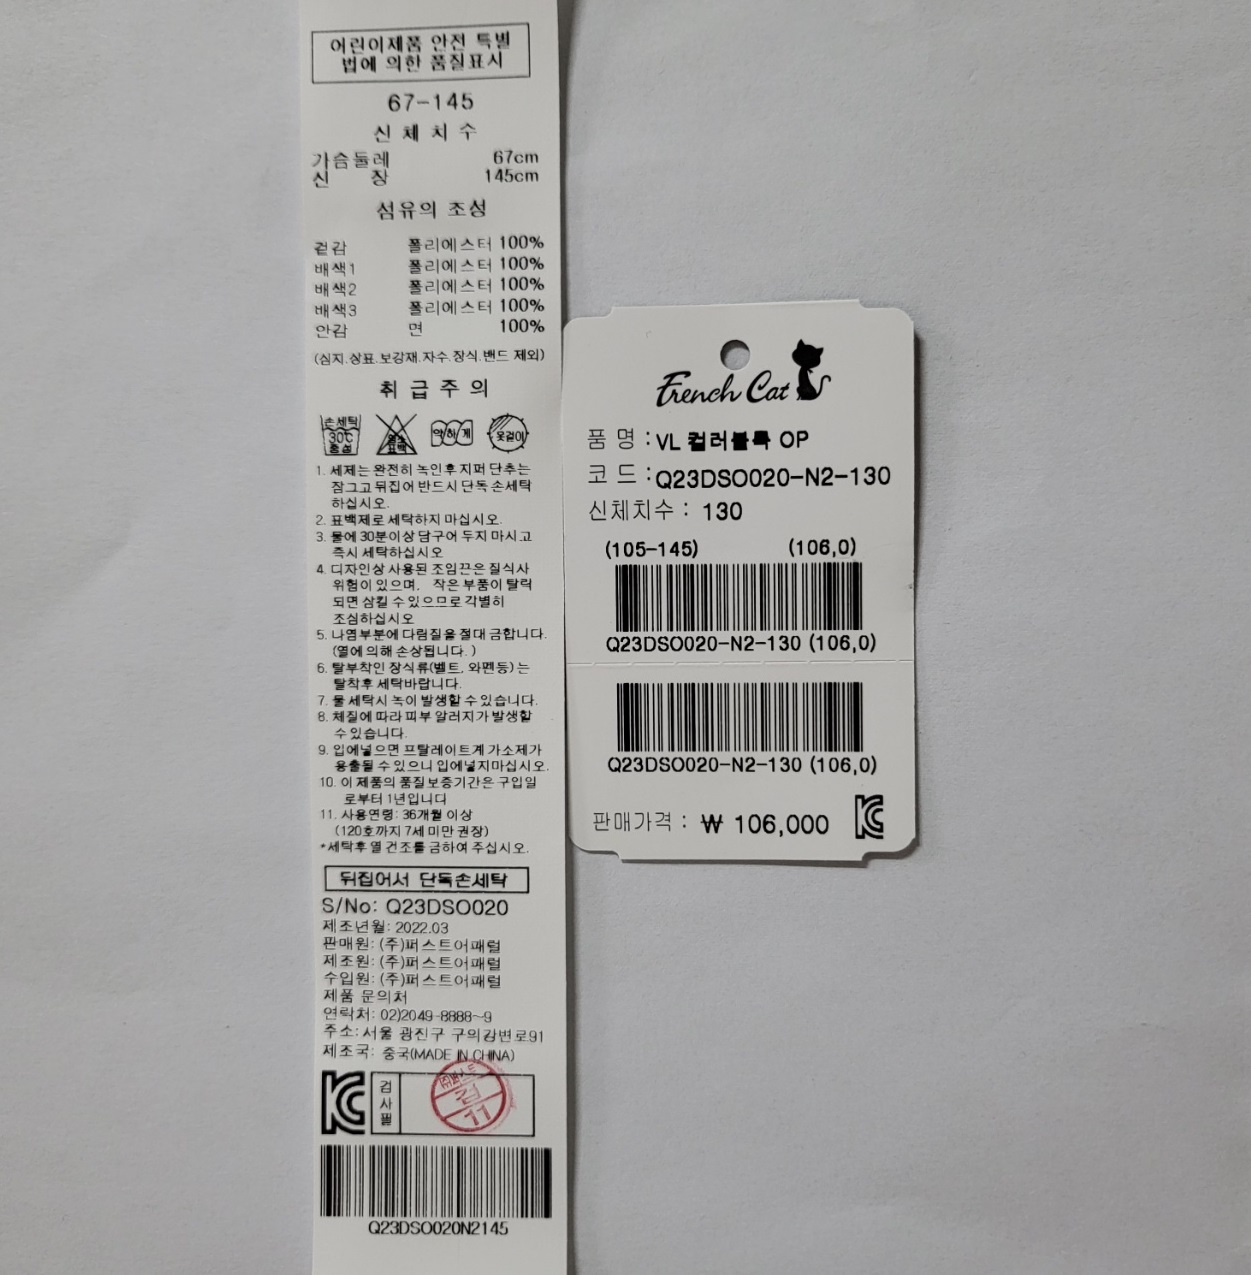 어린이제품 안전 특별
법에 의한 품질표시
67-145
신 체 치 수
가슴둘레 67cm
신 장 145cm
섬유의 조성
겉감 폴리에스터 100%
배색1 폴리에스터 100%
배색2 폴리에스터 100%
배색3 폴리에스터 100%
안감 면 100%
(심지.상표.보강재.자수.장식.밴드 제외)
취 급 주 의
손세탁 30℃ 중성 염소 표백 약하게 옷걸이
1. 세제는 완전히 녹인후 지퍼 단추는
잠그고 뒤집어 반드시 단독 손세탁
하십시오.
2. 표백제로 세탁하지 마십시오.
3. 물에 30분이상 담구어 두지 마시고
즉시 세탁하십시오
4. 디자인상 사용된 조임끈은 질식사
위험이 있으며, 작은 부품이 탈락
되면 삼킬 수 있으므로 각별히
조심하십시오
5. 나염부분에 다림질을 절대 금합니다.
(열에 의해 손상됩니다.)
6. 탈부착인 장식류(벨트, 와펜등)는
탈착후 세탁바랍니다.
7. 물 세탁시 녹이 발생할 수 있습니다.
8. 체질에 따라 피부 알러지가 발생할
수 있습니다.
9. 입에넣으면 프탈레이트계 가소제가
용출될 수 있으니 입에넣지마십시오.
10. 이 제품의 품질보증기간은 구입일
로부터 1년입니다
11. 사용연령: 36개월 이상
(120호까지 7세 미만 권장)
*세탁후 열 건조를 금하여 주십시오.
뒤집어서 단독손세탁
S/No: Q23DSO020
제조년월: 2022.03
판매원: (주)퍼스트어패럴
제조원: (주)퍼스트어패럴
수입원: (주)퍼스트어패럴
제품 문의처
연락처: 02)2049-8888~9
주소: 서울 광진구 구의강변로91
제조국: 중국(MADE IN CHINA)
KC 검사필
(주)퍼스트
검
11
Q23DSO020N2145
French Cat
품 명 : VL 컬러블록 OP
코 드 : Q23DSO020-N2-130
신체치수 : 130
(105-145) (106,0)
Q23DSO020-N2-130 (106,0)
Q23DSO020-N2-130 (106,0)
판매가격 : ₩ 106,000 KC